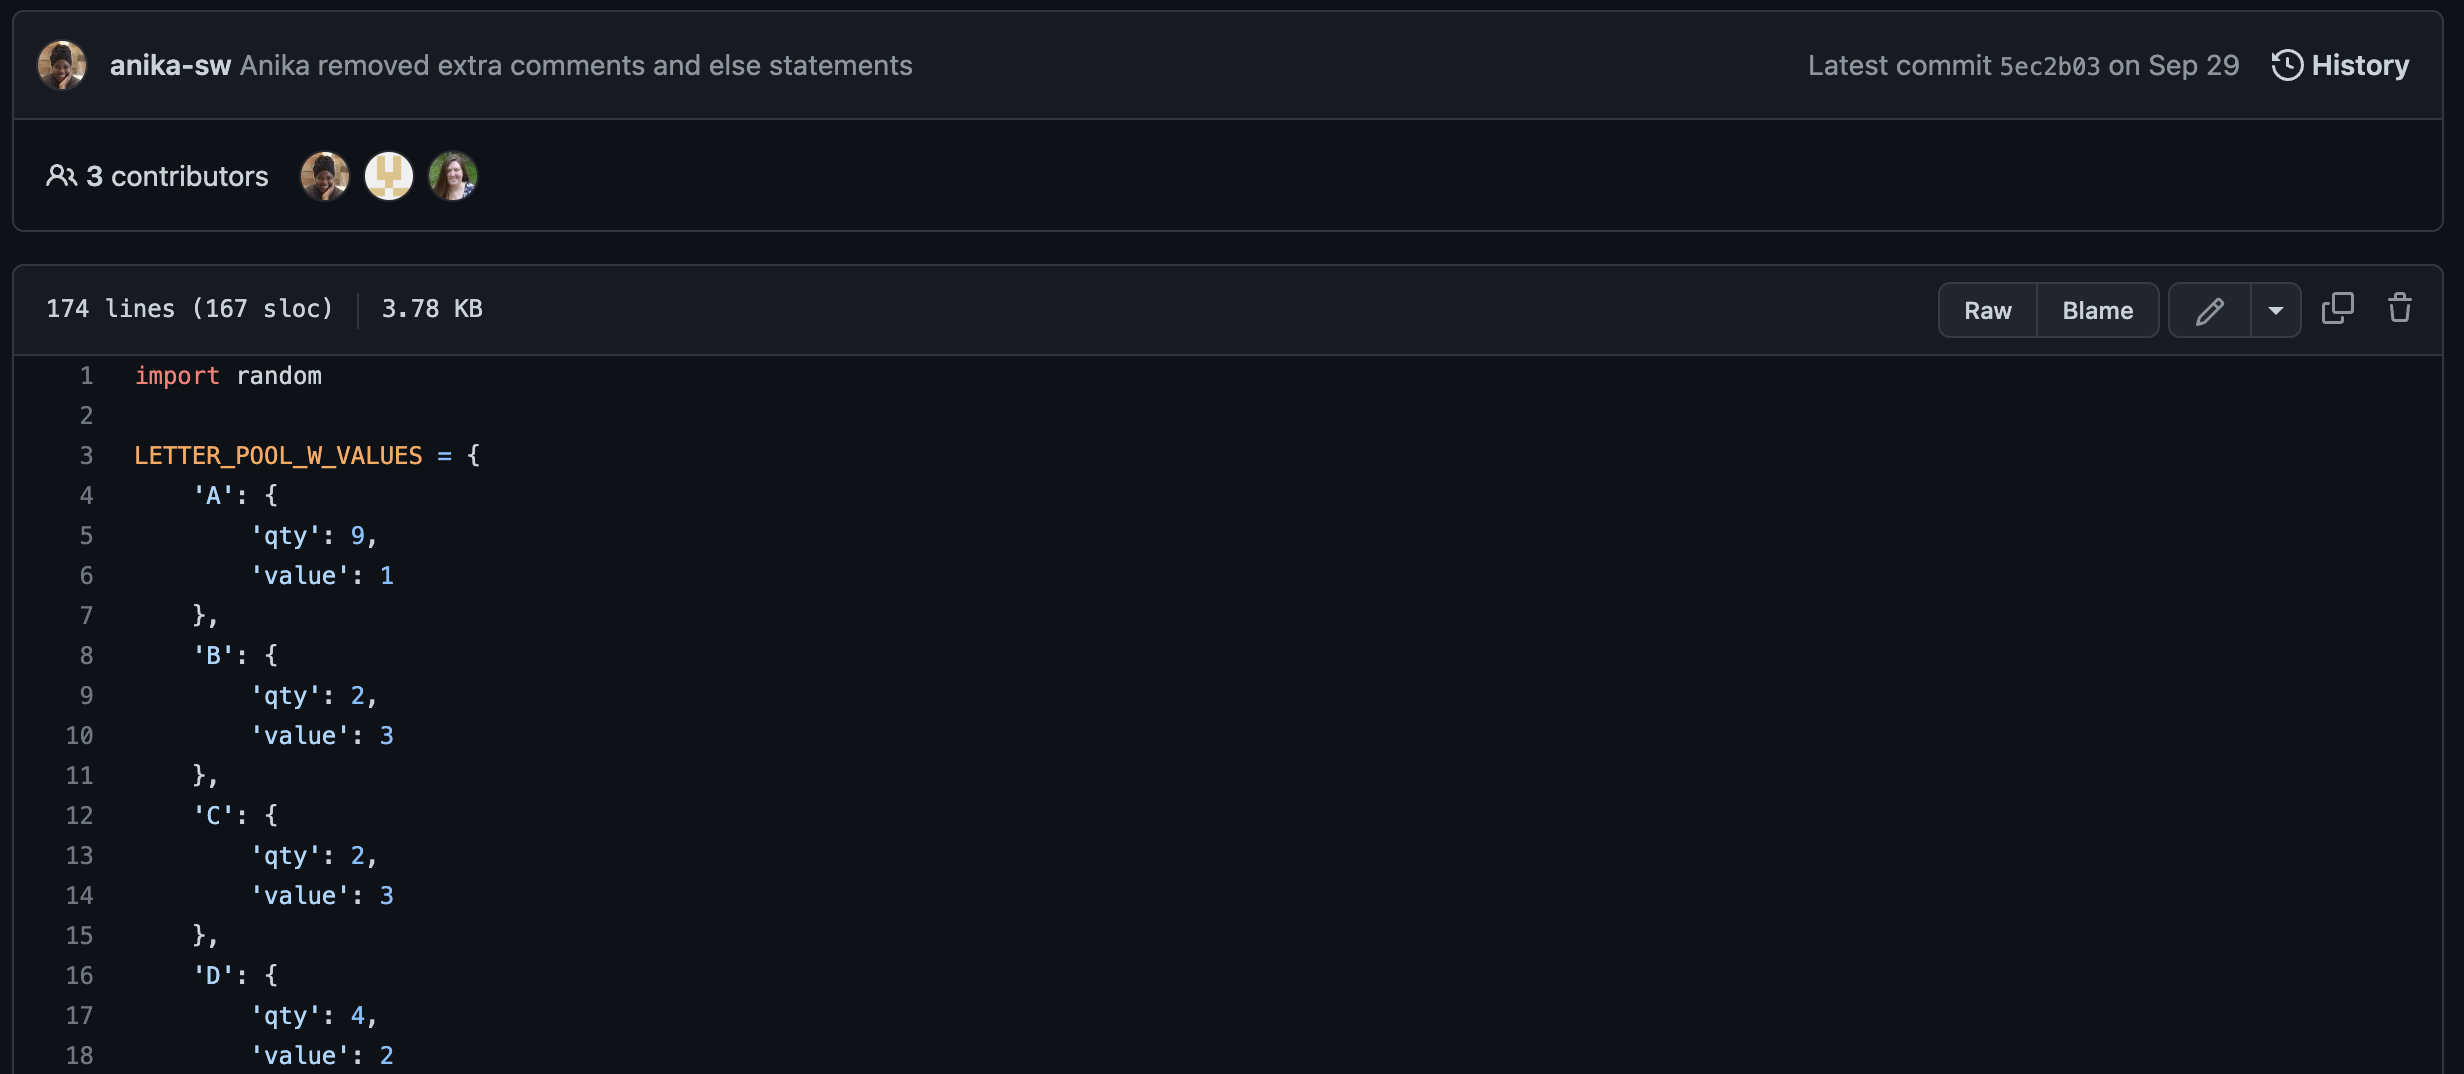 anika-sw Anika removed extra comments and else statements Latest commit 5ec2b03 on Sep 29 History
3 contributors
174 lines (167 sloc) 3.78 KB Raw Blame
1 import random
2
3 LETTER_POOL_W_VALUES = {
4     'A': {
5         'qty': 9,
6         'value': 1
7     },
8     'B': {
9         'qty': 2,
10         'value': 3
11     },
12     'C': {
13         'qty': 2,
14         'value': 3
15     },
16     'D': {
17         'qty': 4,
18         'value': 2